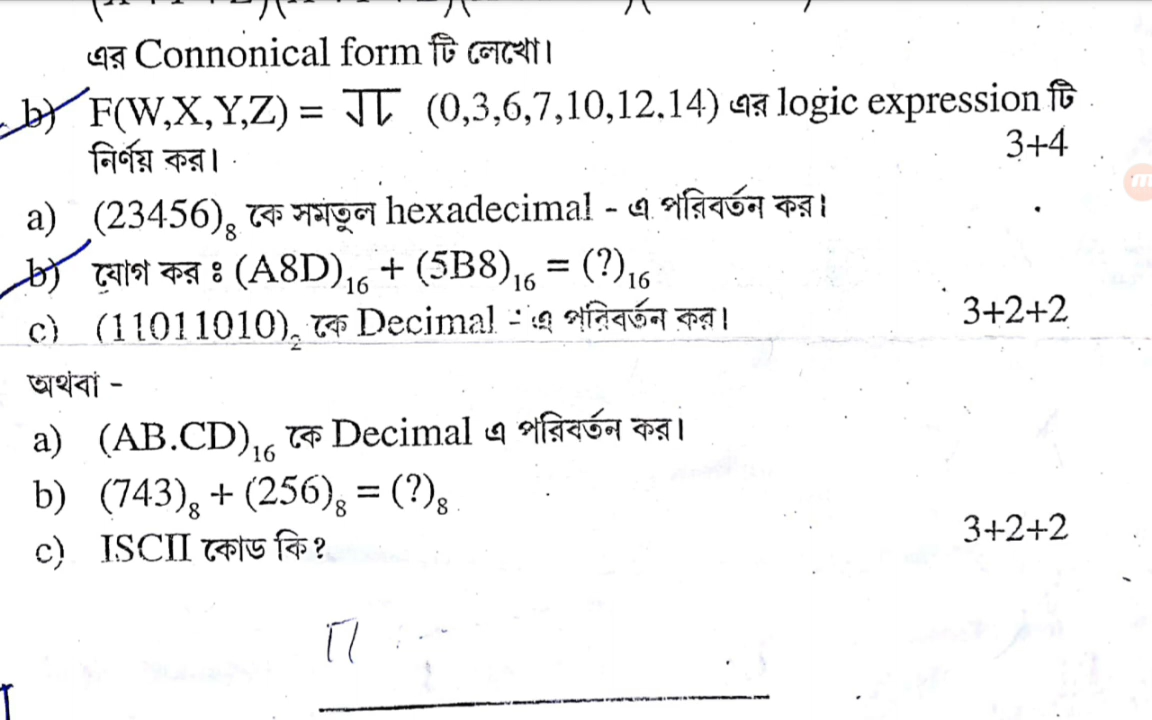 এর Connonical form টি লেখো।
b) F(W,X,Y,Z) = π (0,3,6,7,10,12.14) এর logic expression টি
নির্ণয় কর।
3+4
a) (23456)₈ কে সমতুল hexadecimal - এ পরিবর্তন কর।
b) যোগ কর ঃ (A8D)₁₆ + (5B8)₁₆ = (?)₁₆
c) (11011010)₂ কে Decimal - এ পরিবর্তন কর।
3+2+2
অথবা -
a) (AB.CD)₁₆ কে Decimal এ পরিবর্তন কর।
b) (743)₈ + (256)₈ = (?)₈
c) ISCII কোড কি?
3+2+2